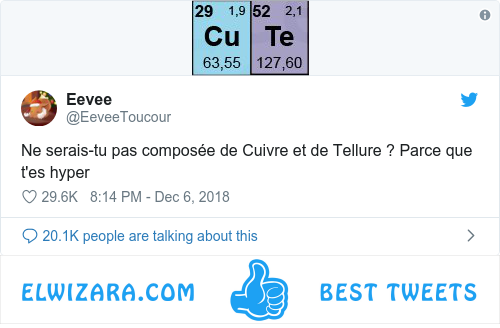 29 1,9 52 2,1
Cu Te
63,55 127,60
Eevee
@EeveeToucour
Ne serais-tu pas composée de Cuivre et de Tellure ? Parce que
t'es hyper
29.6K 8:14 PM - Dec 6, 2018
20.1K people are talking about this
ELWIZARA.COM BEST TWEETS